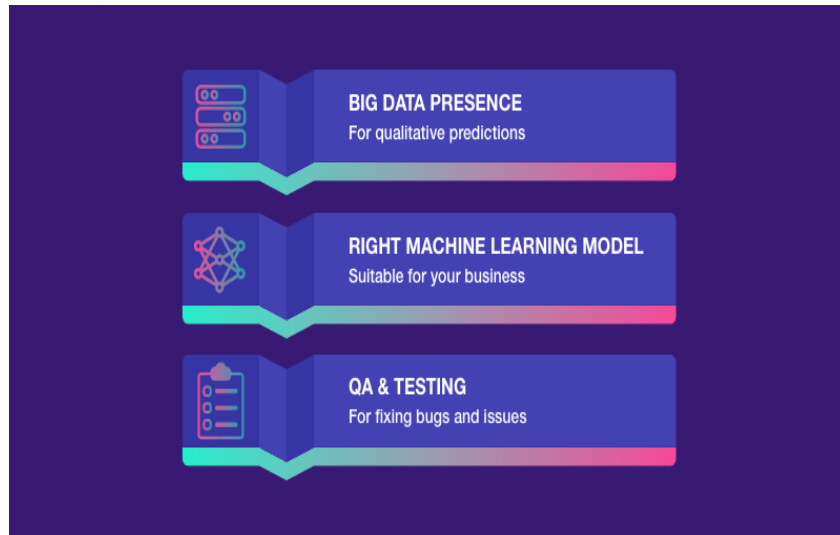 BIG DATA PRESENCE
For qualitative predictions
RIGHT MACHINE LEARNING MODEL
Suitable for your business
QA & TESTING
For fixing bugs and issues